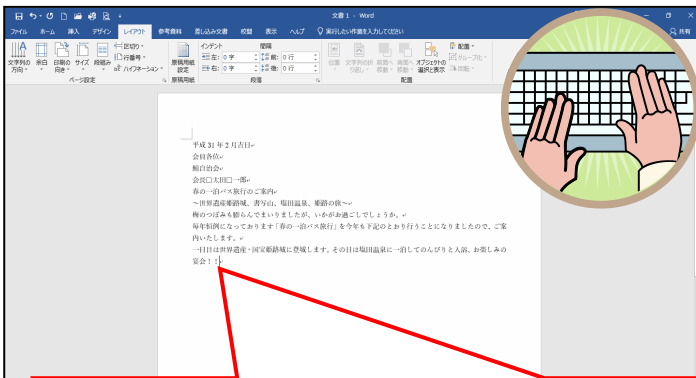 文書 1 - Word
ファイル ホーム 挿入 デザイン レイアウト 参考資料 差し込み文書 校閲 表示 ヘルプ 実行したい作業を入力してください 共有
文字列の方向 余白 印刷の向き サイズ 段組み 区切り 行番号 ハイフネーション
原稿用紙設定
インデント 間隔
左: 0 字 前: 0 行
右: 0 字 後: 0 行
位置 文字列の折り返し 前面へ移動 背面へ移動 オブジェクトの選択と表示 配置 グループ化 回転
ページ設定 原稿用紙 段落 配置
平成 31 年 2 月吉日
会員各位
会長□太田□一郎
春の一泊バス旅行のご案内
～世界遺産姫路城、書写山、塩田温泉、姫路の旅～
梅のつぼみも膨らんでまいりましたが、いかがお過ごしでしょうか。
毎年恒例になっております「春の一泊バス旅行」を今年も下記のとおり行うことになりましたので、ご案
内いたします。
一日目は世界遺産・国宝姫路城に登城します。その日は塩田温泉に一泊してのんびりと入浴、お楽しみの
宴会！！